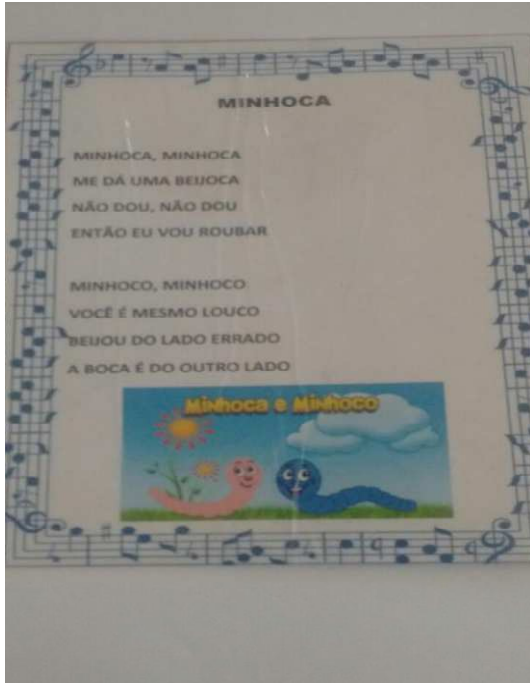 MINHOCA
MINHOCA, MINHOCA
ME DÁ UMA BEIJOCA
NÃO DOU, NÃO DOU
ENTÃO EU VOU ROUBAR
MINHOCO, MINHOCO
VOCÊ É MESMO LOUCO
BEIJOU DO LADO ERRADO
A BOCA É DO OUTRO LADO
Minhoca e Minhoco